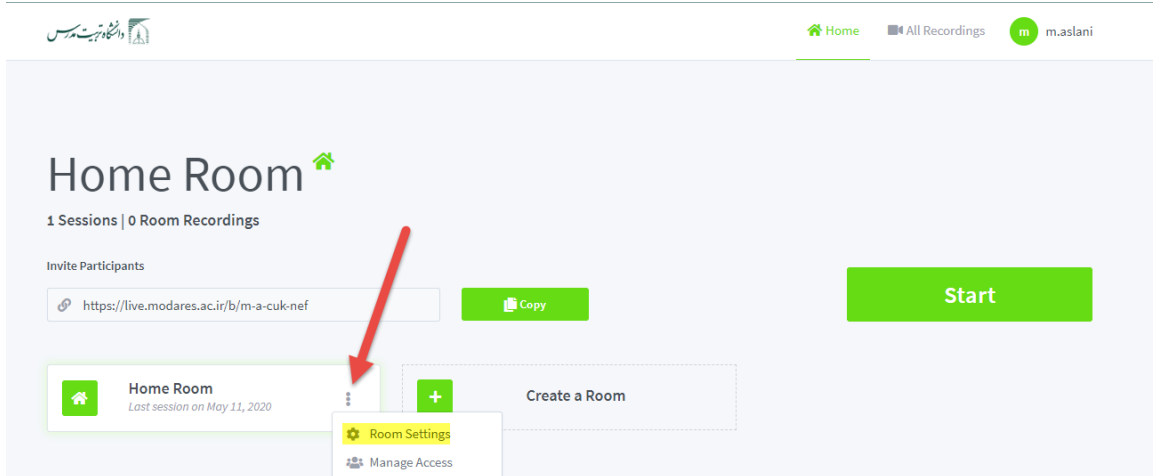 دانشگاه تربیت مدرس
Home
All Recordings
m
m.aslani
Home Room
1 Sessions | 0 Room Recordings
Invite Participants
https://live.modares.ac.ir/b/m-a-cuk-nef
Copy
Start
Home Room
Last session on May 11, 2020
Create a Room
Room Settings
Manage Access